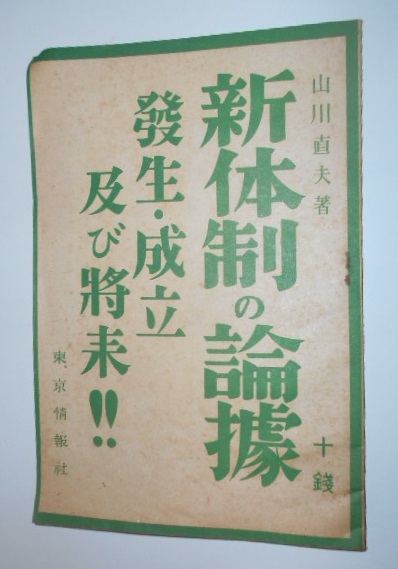 山川直夫著
新体制の論據
十錢
發生・成立
及び將来!!
東京情報社